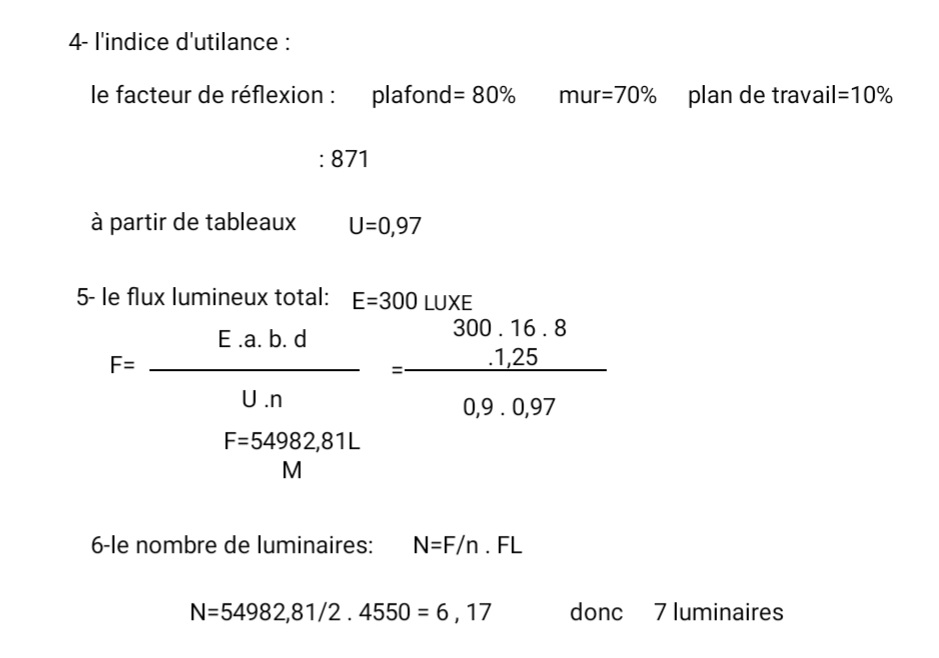 4- l'indice d'utilance :
le facteur de réflexion : plafond= 80% mur=70% plan de travail=10%
: 871
à partir de tableaux U=0,97
5- le flux lumineux total: E=300 LUXE
F= E .a. b. d = 300 . 16 . 8
.1,25
U .n 0,9 . 0,97
F=54982,81L
M
6-le nombre de luminaires: N=F/n . FL
N=54982,81/2 . 4550 = 6 , 17 donc 7 luminaires